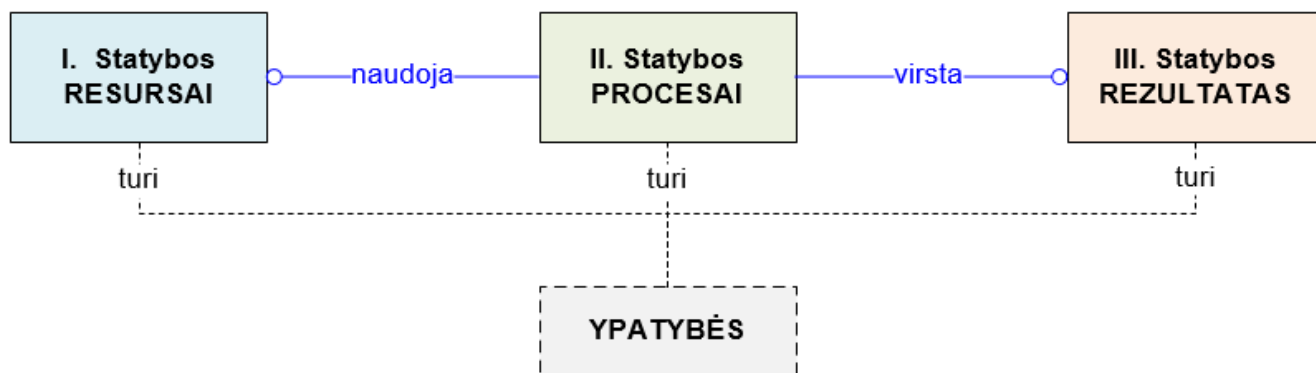 I. Statybos
RESURSAI
naudoja
II. Statybos
PROCESAI
virsta
III. Statybos
REZULTATAS
turi
turi
turi
YPATYBĖS